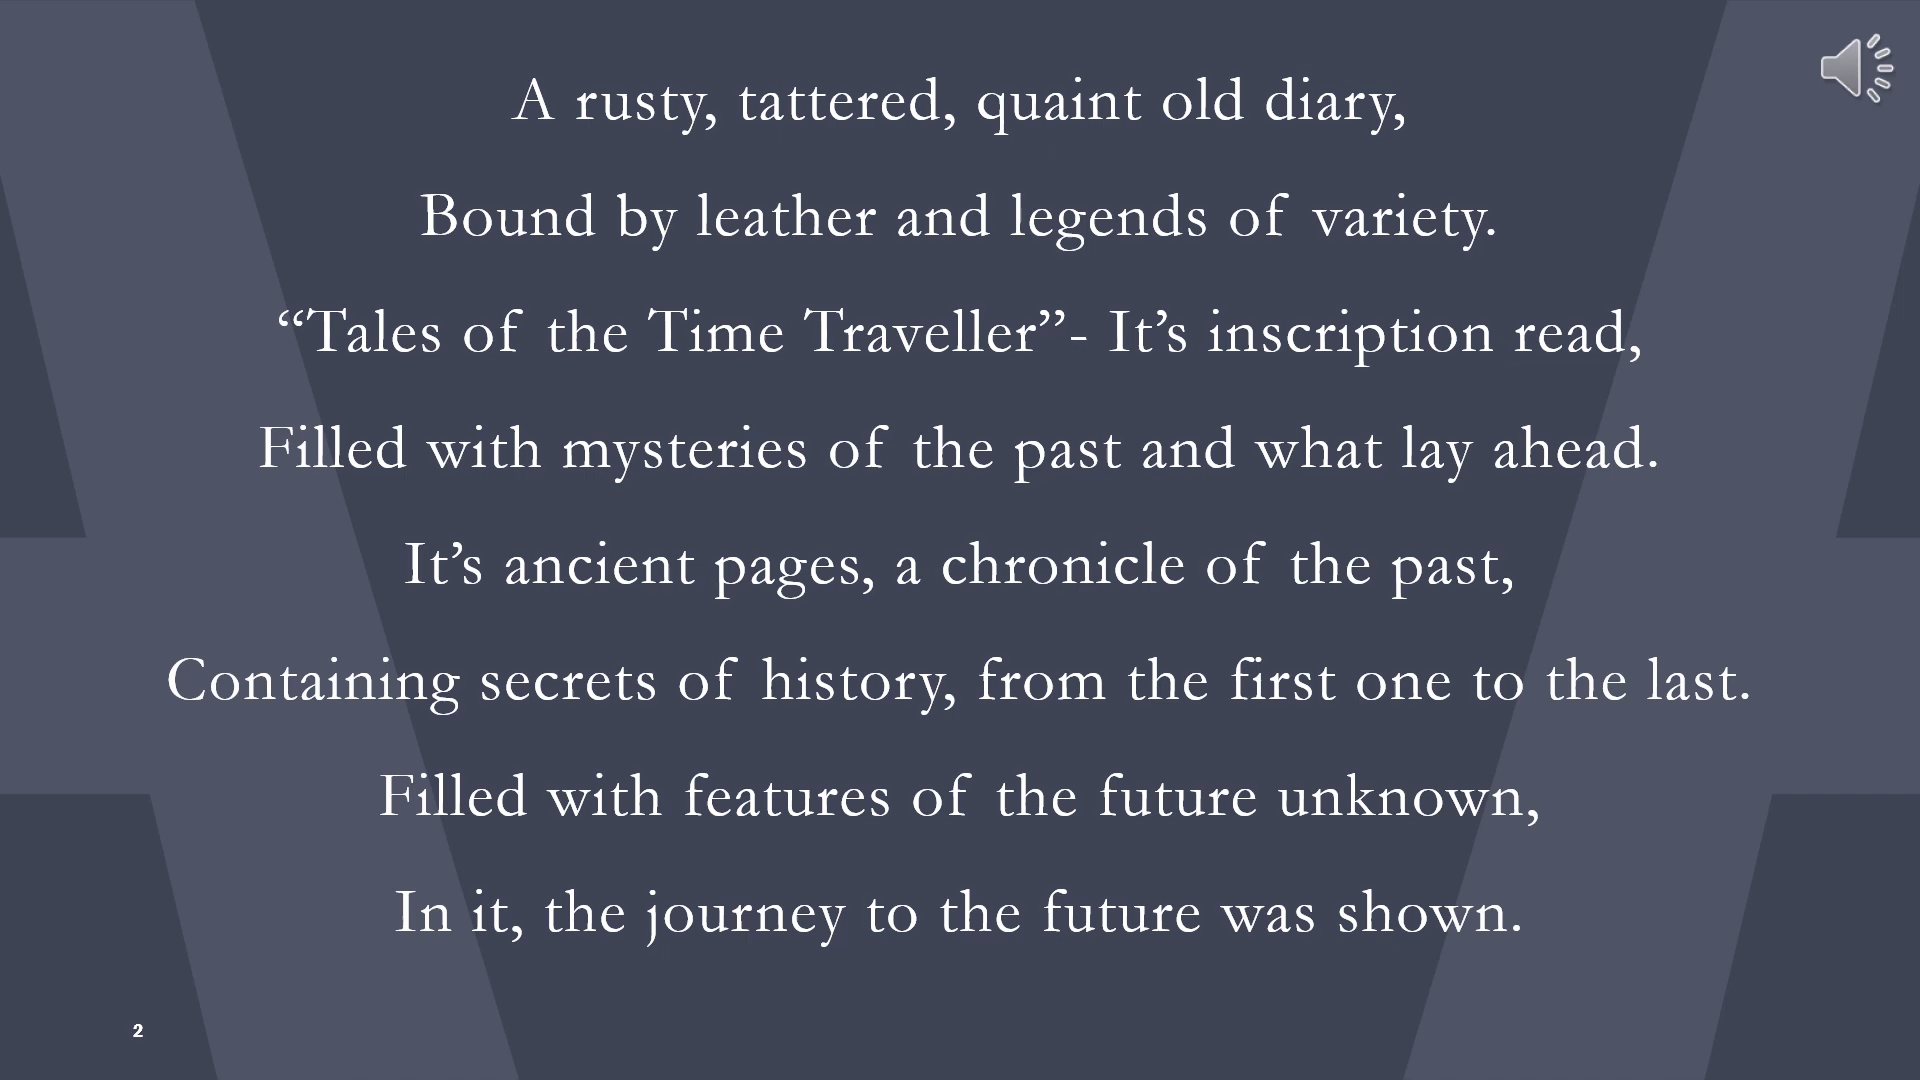 A rusty, tattered, quaint old diary,
Bound by leather and legends of variety.
“Tales of the Time Traveller”- It’s inscription read,
Filled with mysteries of the past and what lay ahead.
It’s ancient pages, a chronicle of the past,
Containing secrets of history, from the first one to the last.
Filled with features of the future unknown,
In it, the journey to the future was shown.
2